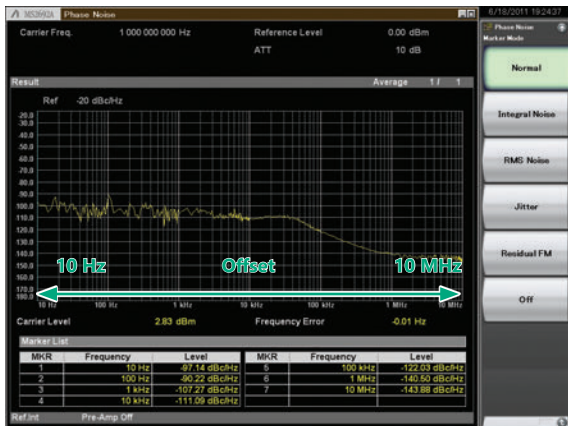 MS2692A Phase Noise 6/18/2011 19:24:37
Carrier Freq. 1 000 000 000 Hz Reference Level 0.00 dBm
ATT 10 dB
Phase Noise
Marker Mode
Result Average 1 / 1
Normal
Ref -20 dBc/Hz
Integral Noise
RMS Noise
Jitter
Residual FM
Off
-20.0
-30.0
-40.0
-50.0
-60.0
-70.0
-80.0
-90.0
-100.0
-110.0
-120.0
-130.0
-140.0
-150.0
-170.0
-180.0
10 Hz Offset 10 MHz
10 Hz 100 Hz 1 kHz 10 kHz 100 kHz 1 MHz 10 MHz
Carrier Level 2.83 dBm Frequency Error -0.01 Hz
Marker List
MKR Frequency Level MKR Frequency Level
1 10 Hz -97.14 dBc/Hz 5 100 kHz -122.03 dBc/Hz
2 100 Hz -90.22 dBc/Hz 6 1 MHz -140.50 dBc/Hz
3 1 kHz -107.27 dBc/Hz 7 10 MHz -143.88 dBc/Hz
4 10 kHz -111.09 dBc/Hz
Ref.Int Pre-Amp Off